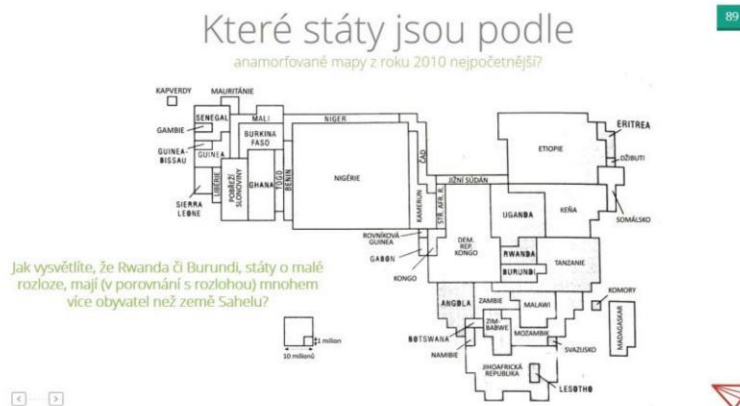 Které státy jsou podle
anamorfované mapy z roku 2010 nejpočetnější?
89
KAPVERDY
MAURITÁNIE
SENEGAL
MALI
NIGER
GAMBIE
BURKINA
FASO
GUINEA-
BISSAU
GUINEA
ČAD
ERITREA
ETIOPIE
DŽIBUTI
SIERRA
LEONE
LIBÉRIE
POBŘEŽÍ
SLONOVINY
GHANA
TOGO
BENIN
NIGÉRIE
KAMERUN
STŘ. AFR. R.
JIŽNÍ SÚDÁN
UGANDA
KEŇA
SOMÁLSKO
ROVNÍKOVÁ
GUINEA
GABON
KONGO
DEM.
REP.
KONGO
RWANDA
BURUNDI
TANZANIE
Jak vysvětlíte, že Rwanda či Burundi, státy o malé
rozloze, mají (v porovnání s rozlohou) mnohem
více obyvatel než země Sahelu?
KOMORY
ANGOLA
ZAMBIE
MALAWI
MADAGASKAR
BOTSWANA
ZIM-
BABWE
MOZAMBIK
NAMIBIE
SVAZIJSKO
1 milion
10 milionů
JIHOAFRICKÁ
REPUBLIKA
LESOTHO